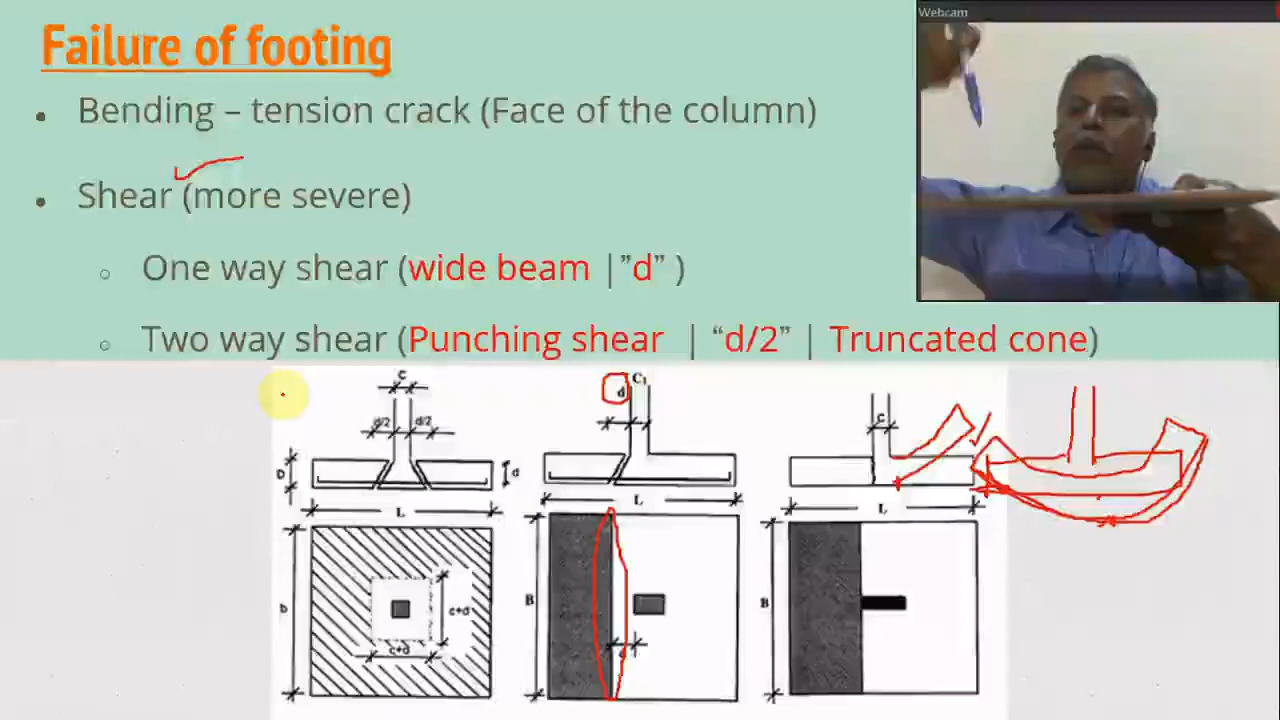 Webcam
Failure of footing
• Bending – tension crack (Face of the column)
• Shear (more severe)
○ One way shear (wide beam |”d” )
○ Two way shear (Punching shear | “d/2” | Truncated cone)
C
d/2 d/2
D
d
L
b
c+d
c+d
d C₁
L
B
d
C
L
B